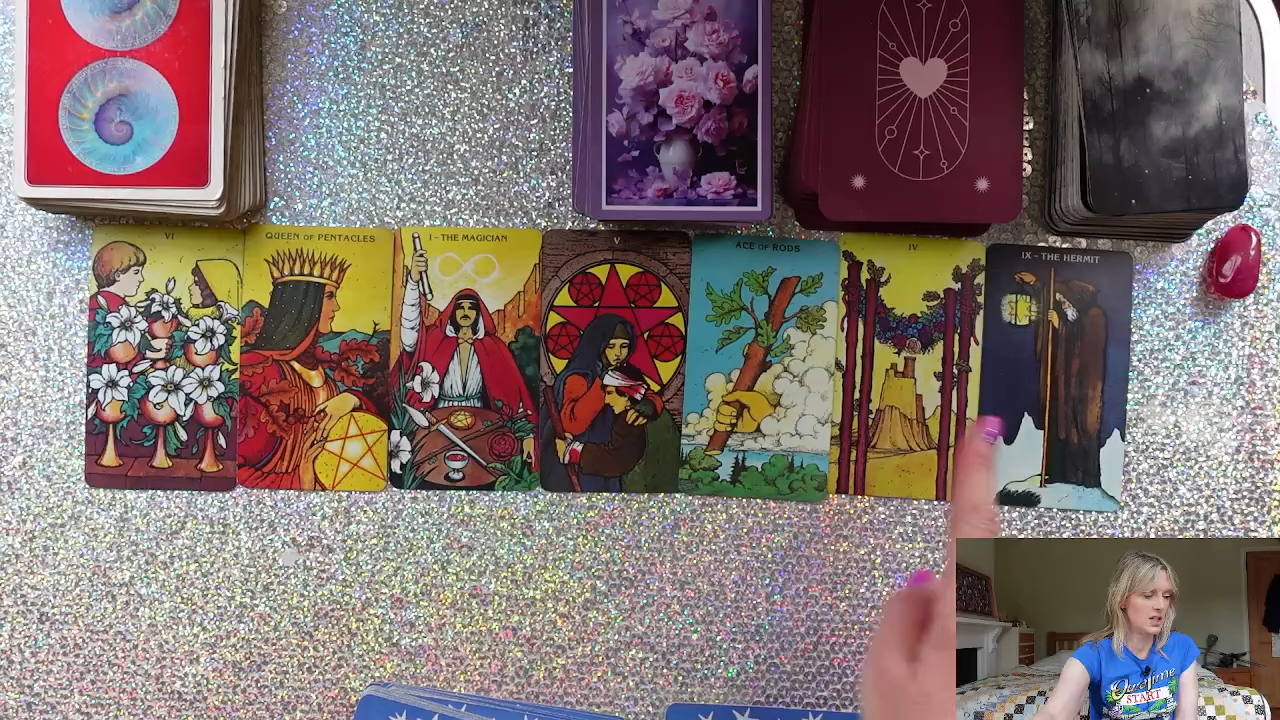 VI
QUEEN OF PENTACLES
I - THE MAGICIAN
V
ACE OF RODS
IV
IX - THE HERMIT
START